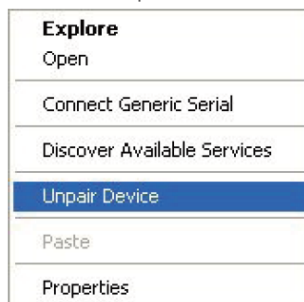 Explore
Open
Connect Generic Serial
Discover Available Services
Unpair Device
Paste
Properties